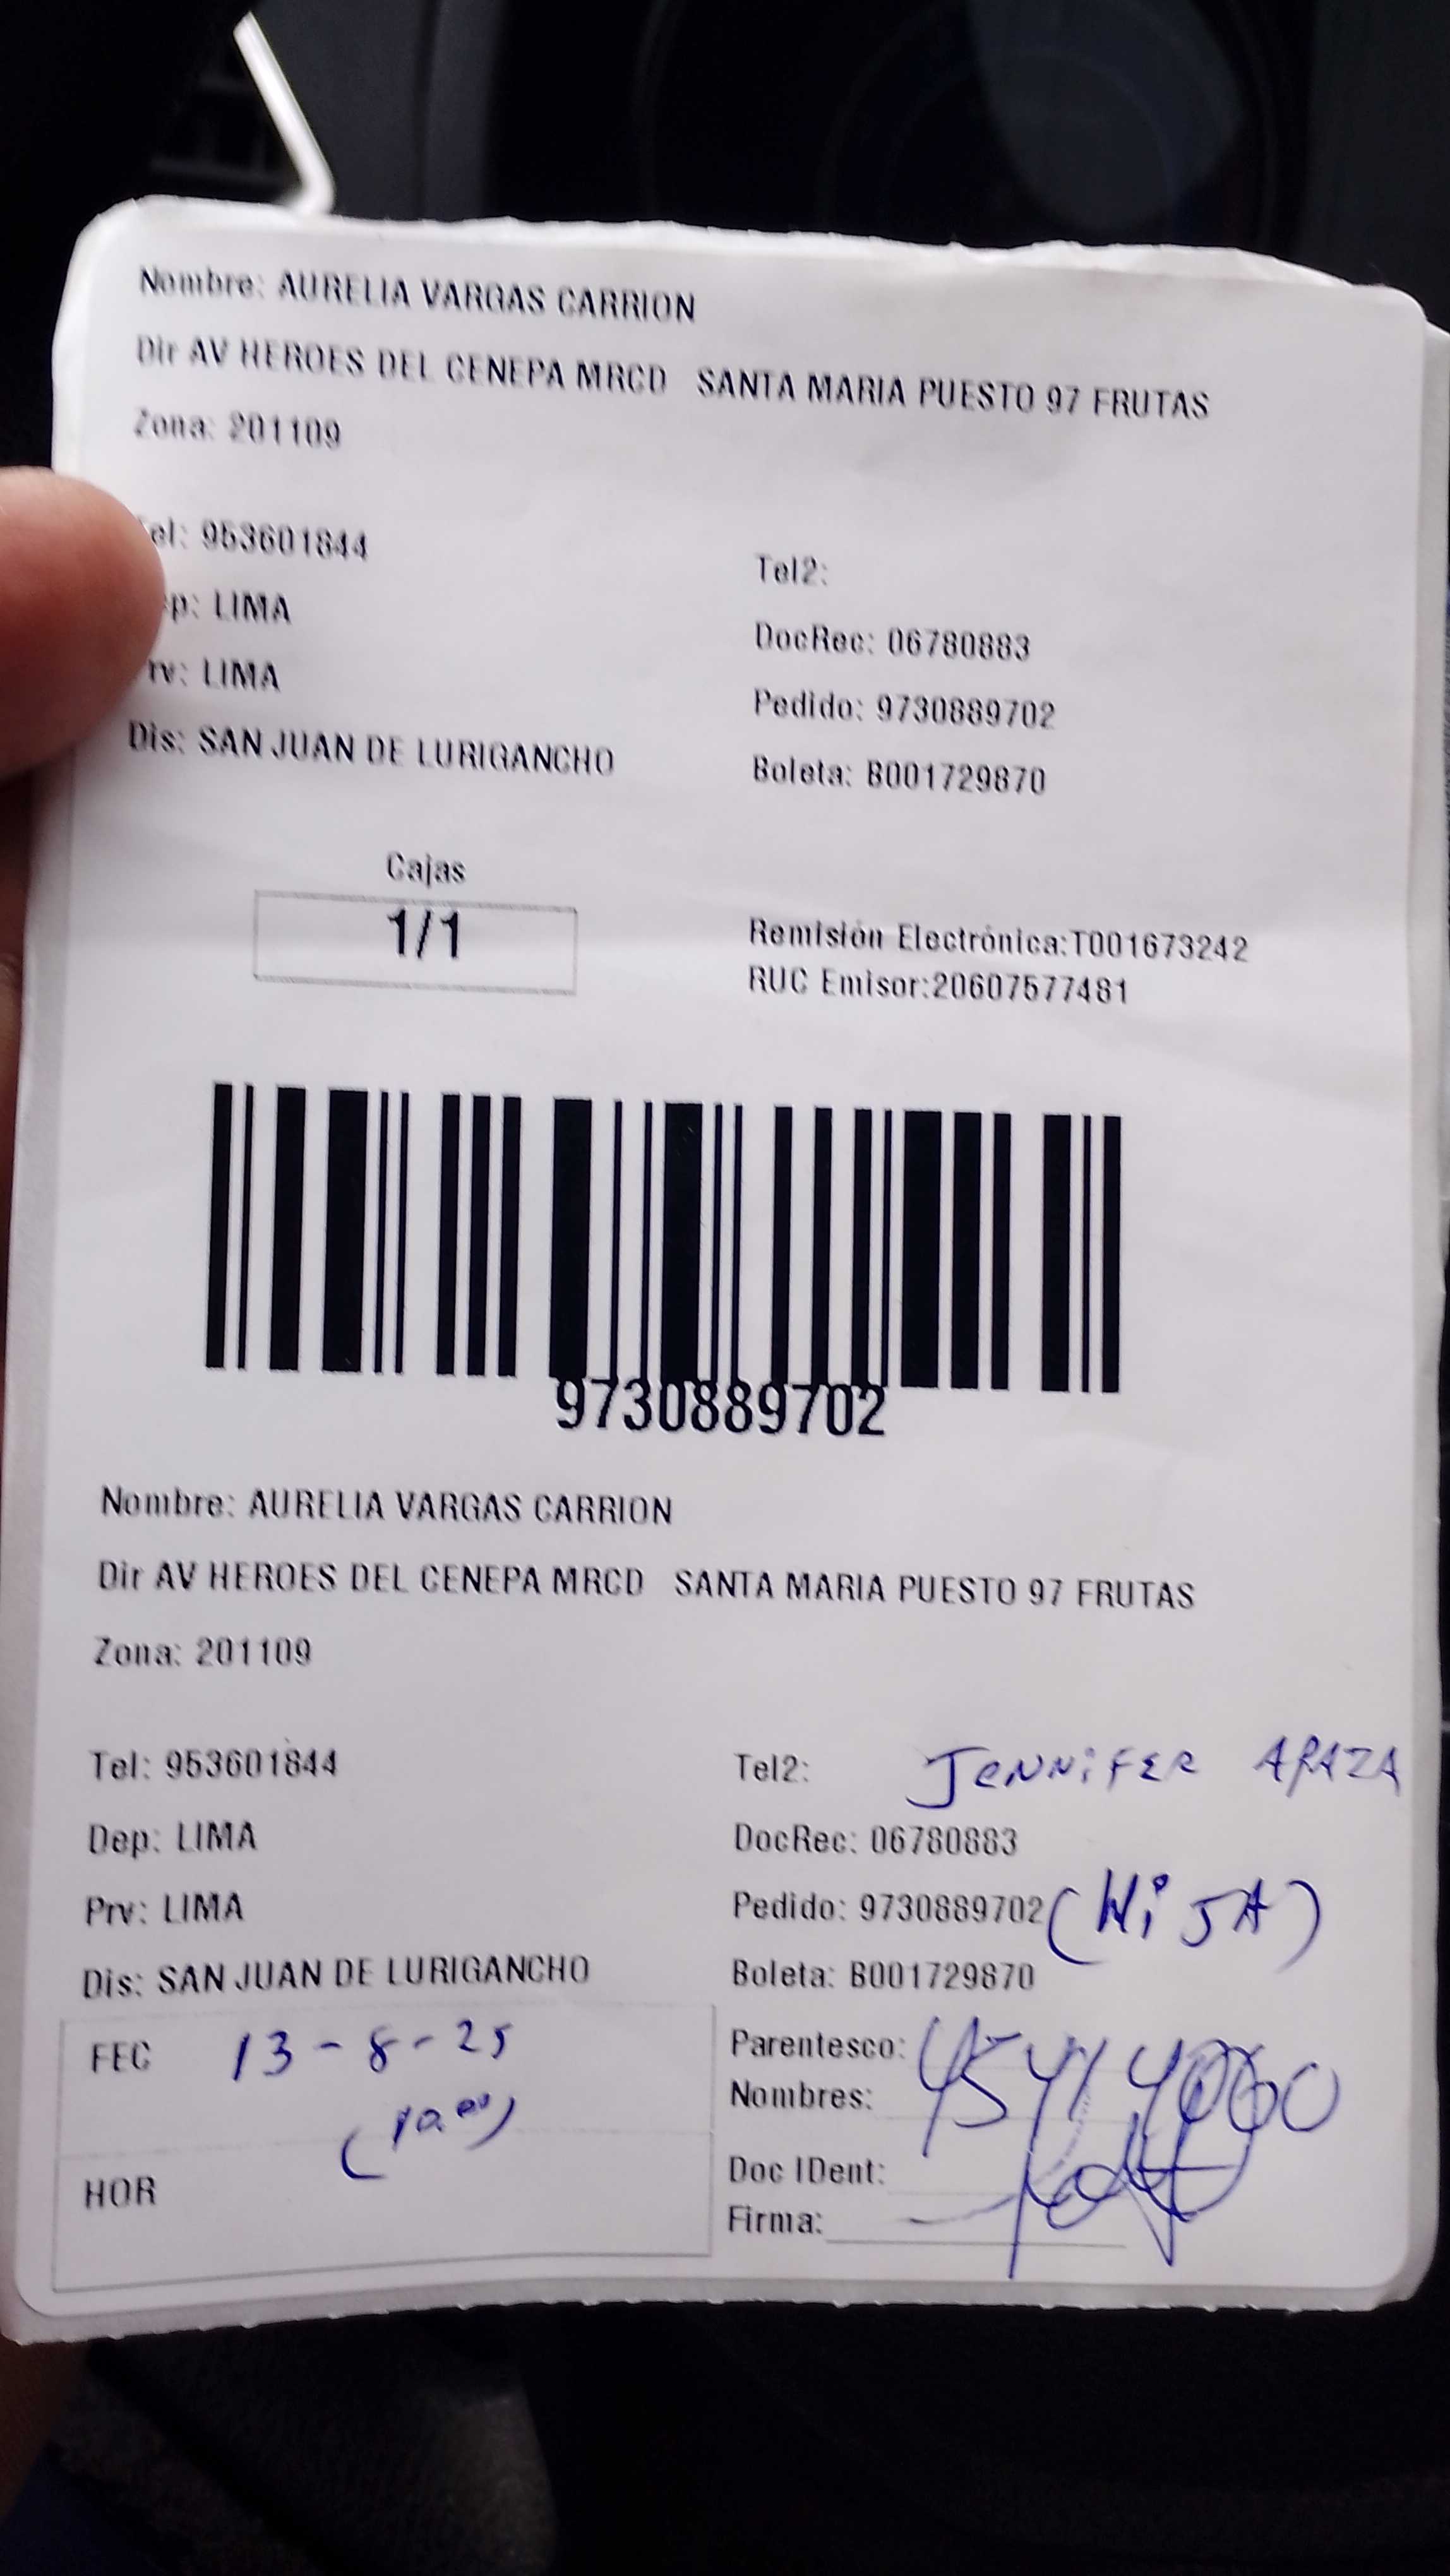 Nombre: AURELIA VARGAS CARRION
Dir AV HEROES DEL CENEPA MRCD SANTA MARIA PUESTO 97 FRUTAS
Zona: 201109
el: 953601844
Tel2:
p: LIMA
DocRec: 06780883
rv: LIMA
Pedido: 9730889702
Dis: SAN JUAN DE LURIGANCHO
Boleta: B001729870
Cajas
1/1
Remisión Electrónica:T001673242
RUC Emisor:20607577481
9730889702
Nombre: AURELIA VARGAS CARRION
Dir AV HEROES DEL CENEPA MRCD SANTA MARIA PUESTO 97 FRUTAS
Zona: 201109
Tel: 953601844
Tel2: JENNIFER APAZA
Dep: LIMA
DocRec: 06780883
Prv: LIMA
Pedido: 9730889702 (HIJA)
Dis: SAN JUAN DE LURIGANCHO
Boleta: B001729870
FEC 13-8-25
Parentesco:
Nombres:
HOR
Doc IDent:
Firma: